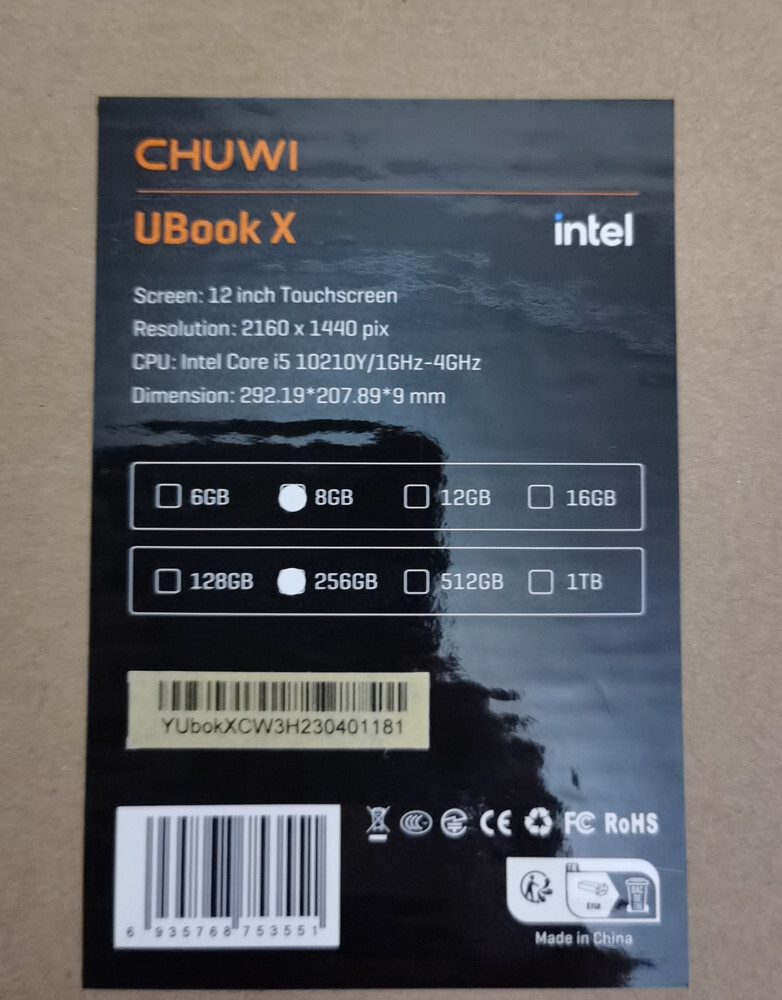 CHUWI
UBook X
intel
Screen: 12 inch Touchscreen
Resolution: 2160 x 1440 pix
CPU: Intel Core i5 10210Y/1GHz-4GHz
Dimension: 292.19*207.89*9 mm
6GB 8GB 12GB 16GB
128GB 256GB 512GB 1TB
YUbokXCW3H230401181
CE FC RoHS
6 935768 753551
Made in China